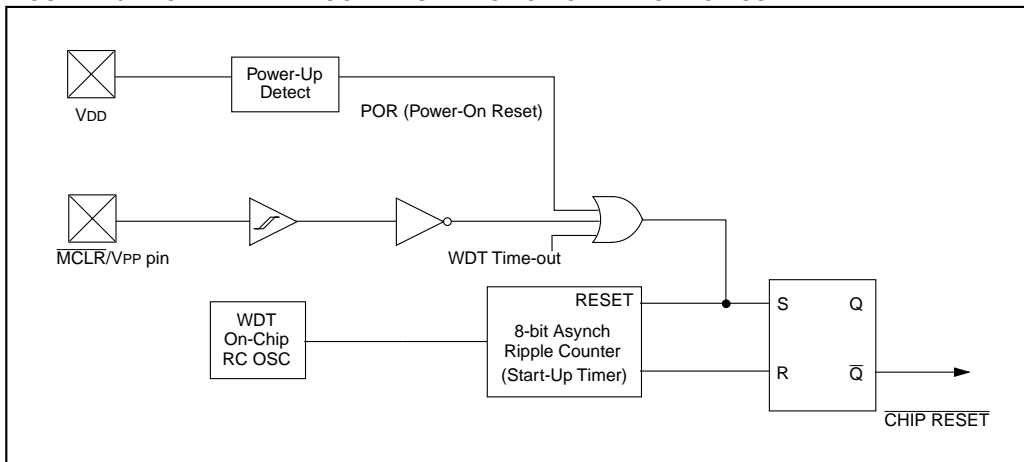 Power-Up
Detect
VDD
POR (Power-On Reset)
MCLR/VPP pin
WDT Time-out
RESET
WDT
On-Chip
RC OSC
8-bit Asynch
Ripple Counter
(Start-Up Timer)
S Q
R Q
CHIP RESET